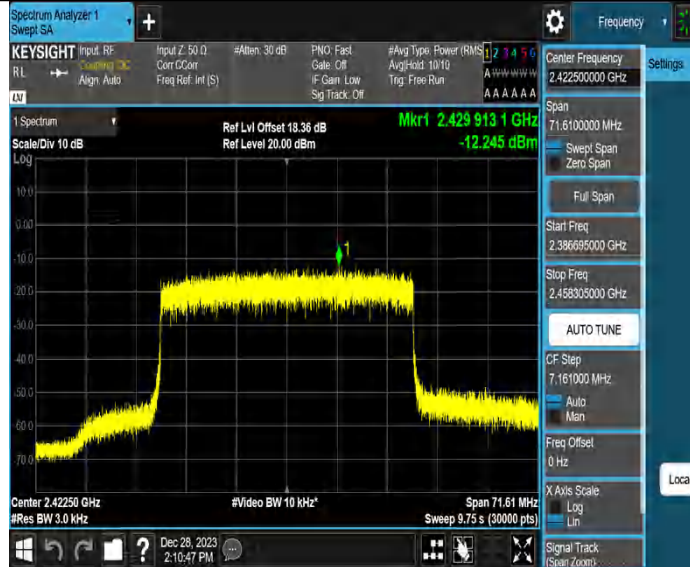 Spectrum Analyzer 1
Swept SA
+
Frequency
KEYSIGHT
RL
Input: RF
Coupling: DC
Align: Auto
Input Z: 50 Ω
Corr CCorr
Freq Ref: Int (S)
#Atten: 30 dB
PNO: Fast
Gate: Off
IF Gain: Low
Sig Track: Off
#Avg Type: Power (RMS
Avg|Hold: 10/10
Trig: Free Run
1 2 3 4 5 6
A W W W W W
A A A A A A
LXI
1 Spectrum
Scale/Div 10 dB
Ref Lvl Offset 18.36 dB
Ref Level 20.00 dBm
Mkr1 2.429 913 1 GHz
-12.245 dBm
Log
10.0
0.00
-10.0
-20.0
-30.0
-40.0
-50.0
-60.0
-70.0
1
Center 2.42250 GHz
#Res BW 3.0 kHz
#Video BW 10 kHz*
Span 71.61 MHz
Sweep 9.75 s (30000 pts)
Dec 28, 2023
2:10:47 PM
Center Frequency
2.422500000 GHz
Settings
Span
71.6100000 MHz
Swept Span
Zero Span
Full Span
Start Freq
2.386695000 GHz
Stop Freq
2.458305000 GHz
AUTO TUNE
CF Step
7.161000 MHz
Auto
Man
Freq Offset
0 Hz
X Axis Scale
Log
Lin
Loca
Signal Track
(Span Zoom)